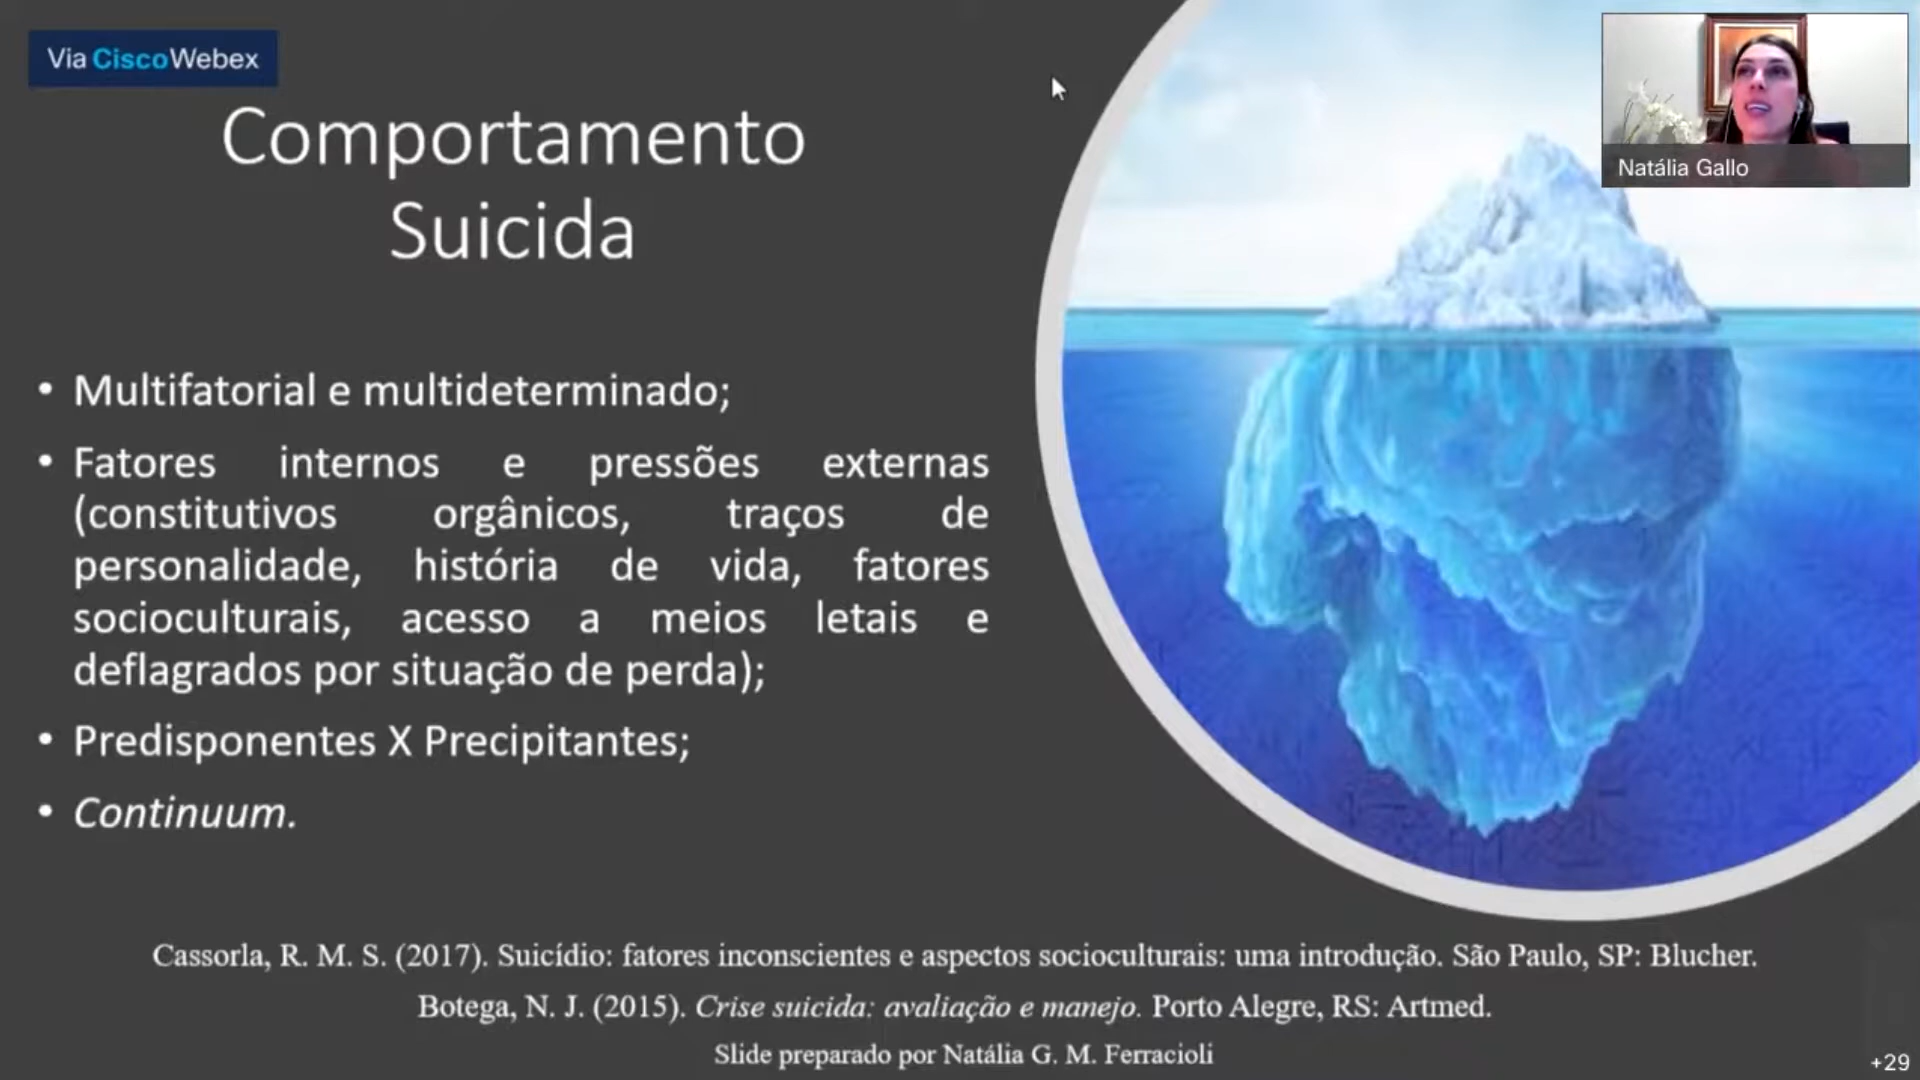 Via CiscoWebex
Natália Gallo
Comportamento
Suicida
• Multifatorial e multideterminado;
• Fatores internos e pressões externas
(constitutivos orgânicos, traços de
personalidade, história de vida, fatores
socioculturais, acesso a meios letais e
deflagrados por situação de perda);
• Predisponentes X Precipitantes;
• Continuum.
Cassorla, R. M. S. (2017). Suicídio: fatores inconscientes e aspectos socioculturais: uma introdução. São Paulo, SP: Blucher.
Botega, N. J. (2015). Crise suicida: avaliação e manejo. Porto Alegre, RS: Artmed.
Slide preparado por Natália G. M. Ferracioli
+29